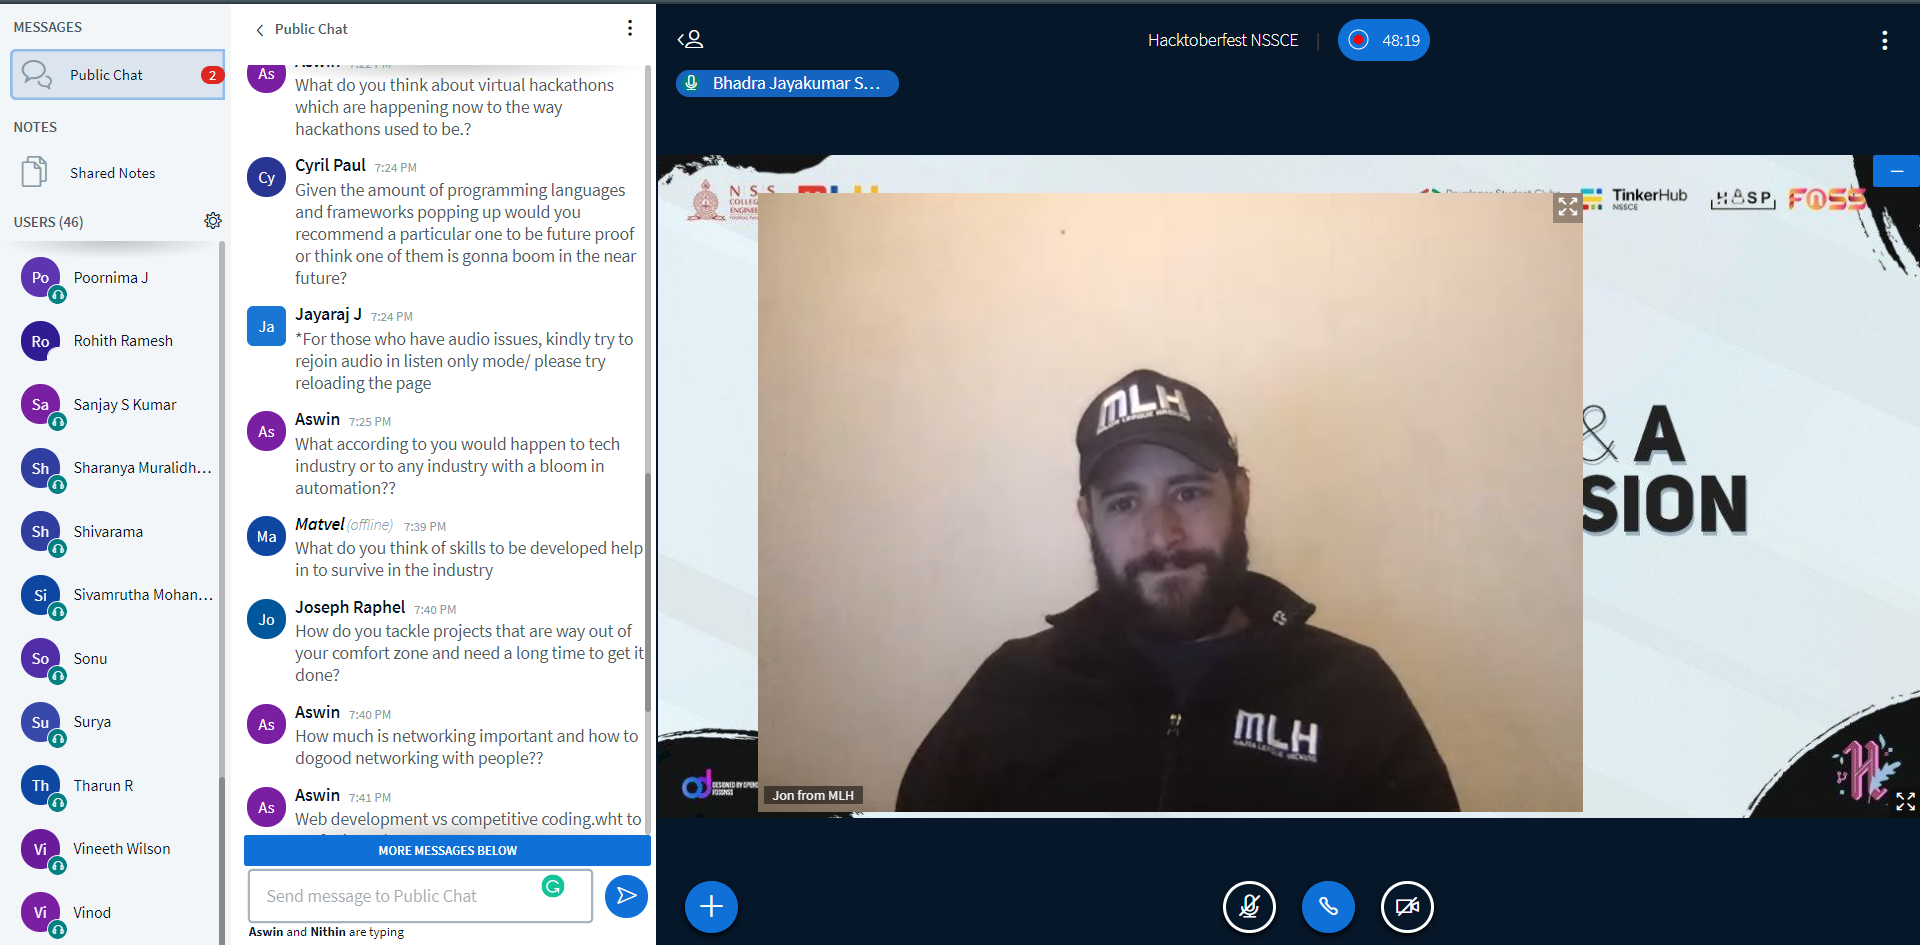 MESSAGES
Public Chat
2
NOTES
Shared Notes
USERS (46)
Po
Poornima J
Ro
Rohith Ramesh
Sa
Sanjay S Kumar
Sh
Sharanya Muralidh...
Sh
Shivarama
Si
Sivamrutha Mohan...
So
Sonu
Su
Surya
Th
Tharun R
Vi
Vineeth Wilson
Vi
Vinod
Public Chat
As
Aswin 7:22 PM
What do you think about virtual hackathons
which are happening now to the way
hackathons used to be.?
Cy
Cyril Paul 7:24 PM
Given the amount of programming languages
and frameworks popping up would you
recommend a particular one to be future proof
or think one of them is gonna boom in the near
future?
Ja
Jayaraj J 7:24 PM
*For those who have audio issues, kindly try to
rejoin audio in listen only mode/ please try
reloading the page
As
Aswin 7:25 PM
What according to you would happen to tech
industry or to any industry with a bloom in
automation??
Ma
Matvel (offline) 7:39 PM
What do you think of skills to be developed help
in to survive in the industry
Jo
Joseph Raphel 7:40 PM
How do you tackle projects that are way out of
your comfort zone and need a long time to get it
done?
As
Aswin 7:40 PM
How much is networking important and how to
dogood networking with people??
As
Aswin 7:41 PM
Web development vs competitive coding.wht to
MORE MESSAGES BELOW
Send message to Public Chat
Aswin and Nithin are typing
Hacktoberfest NSSCE
48:19
Bhadra Jayakumar S...
N S S
COLLEG
ENGINEE
TinkerHub
NSSCE
HASP
FOSS
MLH
MLH
& A
SION
DESIGNED BY OPEN
FOSSNSS
Jon from MLH